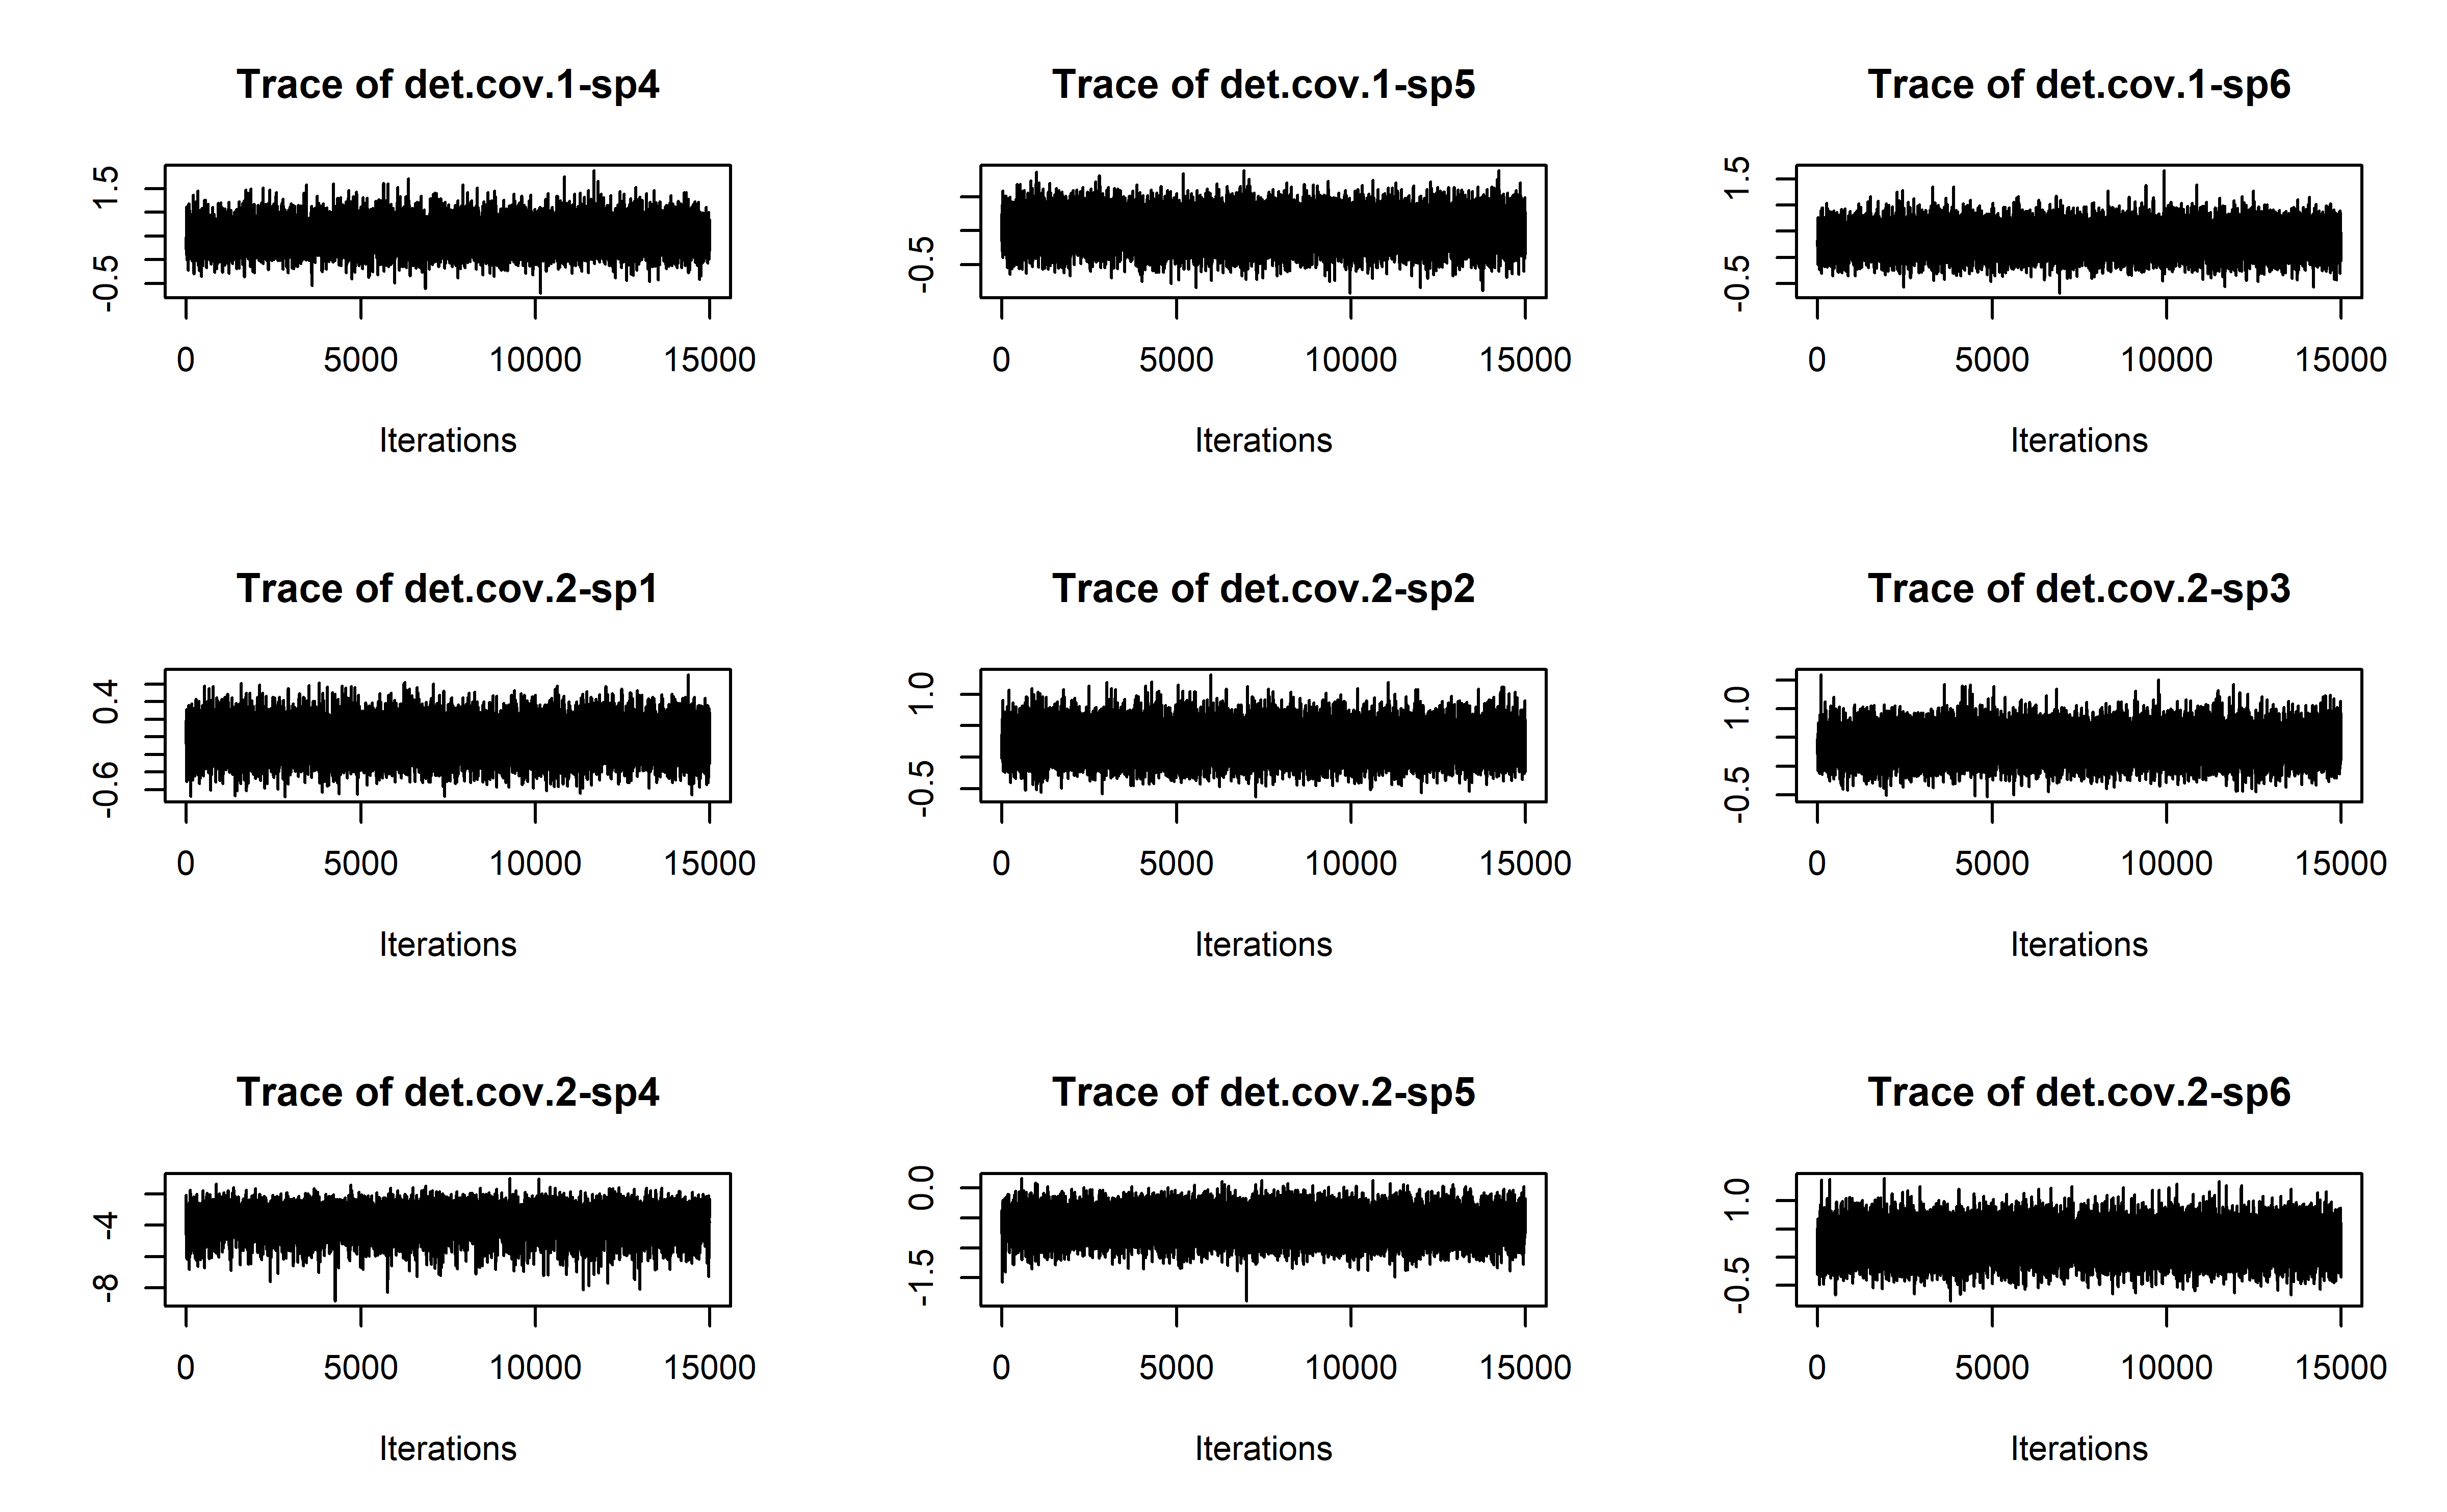 Trace of det.cov.1-sp4
1.5
-0.5
0 5000 10000 15000
Iterations
Trace of det.cov.1-sp5
-0.5
0 5000 10000 15000
Iterations
Trace of det.cov.1-sp6
1.5
-0.5
0 5000 10000 15000
Iterations
Trace of det.cov.2-sp1
0.4
-0.6
0 5000 10000 15000
Iterations
Trace of det.cov.2-sp2
1.0
-0.5
0 5000 10000 15000
Iterations
Trace of det.cov.2-sp3
1.0
-0.5
0 5000 10000 15000
Iterations
Trace of det.cov.2-sp4
-4
-8
0 5000 10000 15000
Iterations
Trace of det.cov.2-sp5
0.0
-1.5
0 5000 10000 15000
Iterations
Trace of det.cov.2-sp6
1.0
-0.5
0 5000 10000 15000
Iterations